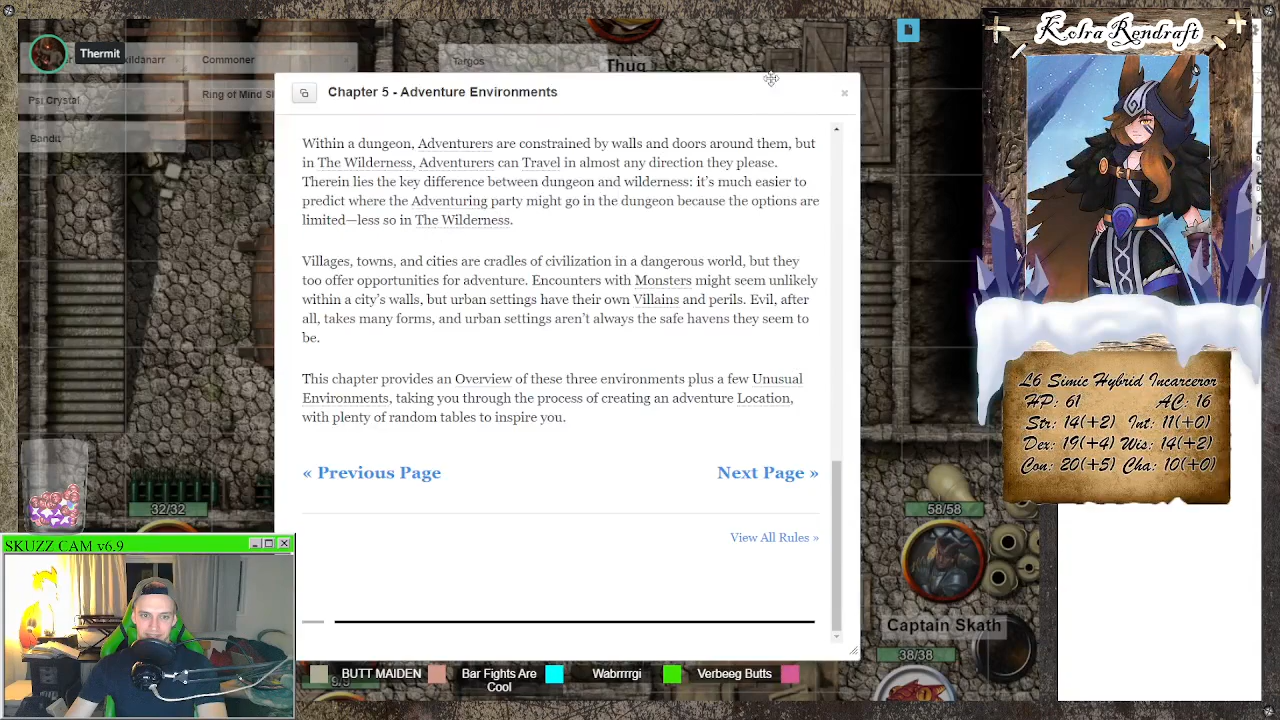 Thermit
Commoner
Targos
Thug
Psi Crystal
Ring of Mind
Bandit
Chapter 5 - Adventure Environments
Within a dungeon, Adventurers are constrained by walls and doors around them, but
in The Wilderness, Adventurers can Travel in almost any direction they please.
Therein lies the key difference between dungeon and wilderness: it's much easier to
predict where the Adventuring party might go in the dungeon because the options are
limited—less so in The Wilderness.
Villages, towns, and cities are cradles of civilization in a dangerous world, but they
too offer opportunities for adventure. Encounters with Monsters might seem unlikely
within a city's walls, but urban settings have their own Villains and perils. Evil, after
all, takes many forms, and urban settings aren't always the safe havens they seem to
be.
This chapter provides an Overview of these three environments plus a few Unusual
Environments, taking you through the process of creating an adventure Location,
with plenty of random tables to inspire you.
« Previous Page
Next Page »
View All Rules »
Kolra Rendraft
L6 Simic Hybrid Incarceror
HP: 61 AC: 16
Str: 14(+2) Int: 11(+0)
Dex: 19(+4) Wis: 14(+2)
Con: 20(+5) Cha: 10(+0)
32/32
58/58
Captain Skath
38/38
SKUZZ CAM v6.9
BUTT MAIDEN
Bar Fights Are
Cool
Wabrrrrgi
Verbeeg Butts